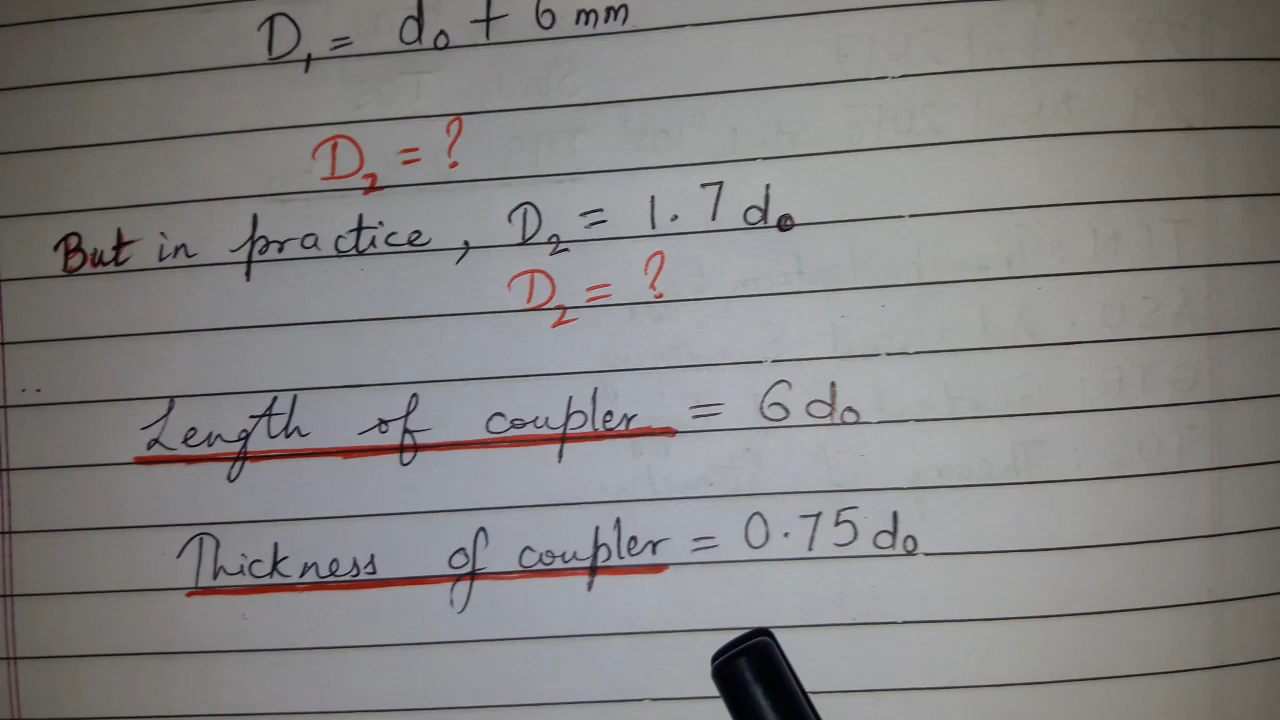 D₁ = d₀ + 6 mm
D₂ = ?
But in practice, D₂ = 1.7 d₀
D₂ = ?
Length of coupler = 6 d₀
Thickness of coupler = 0.75 d₀